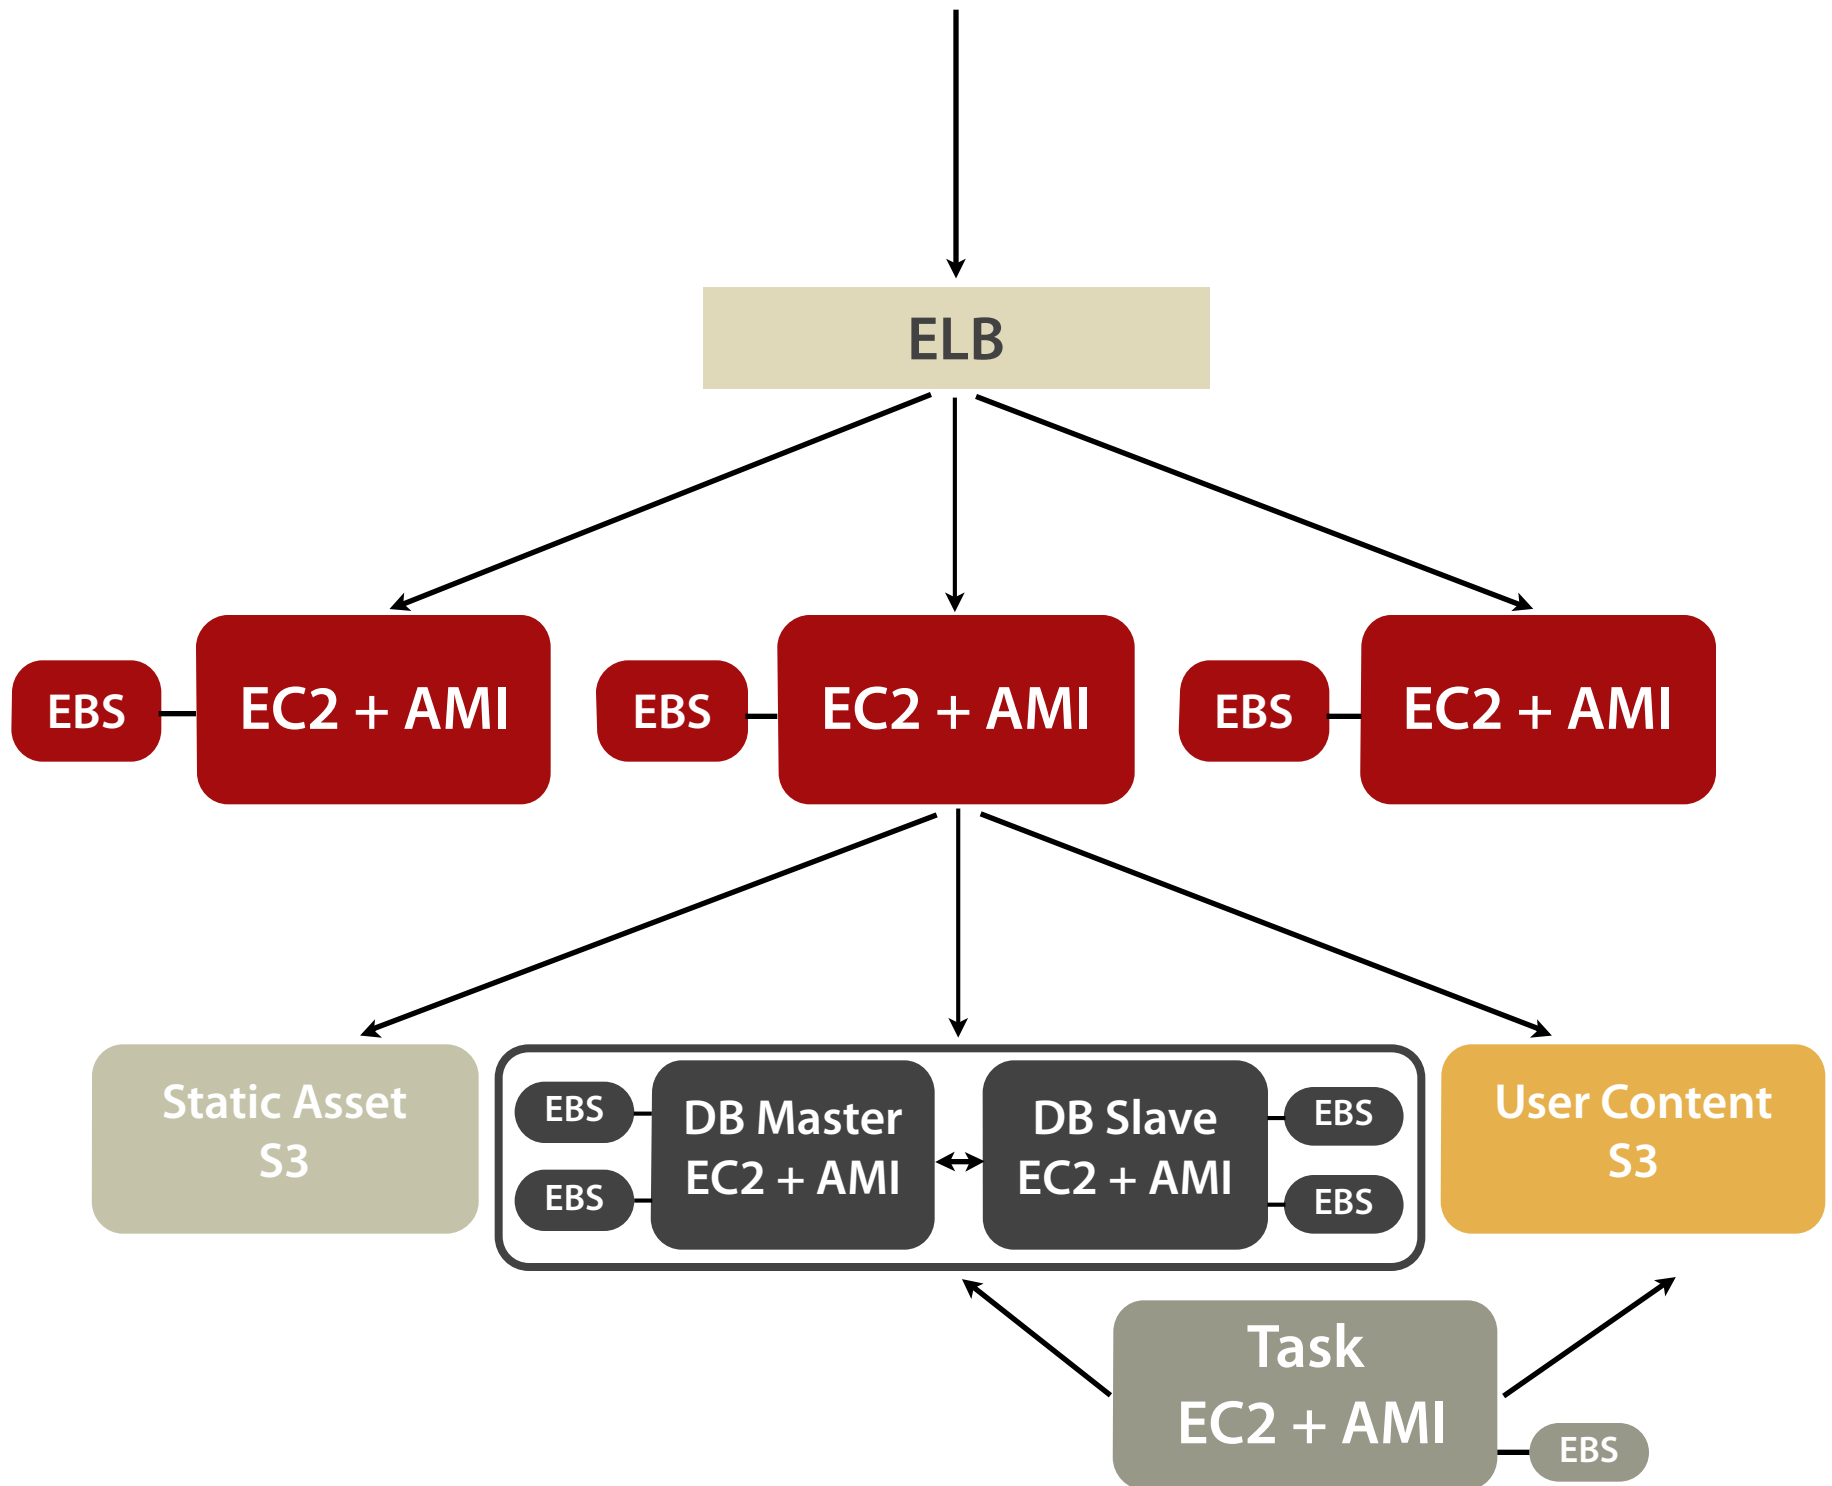 ELB
EBS
EC2 + AMI
EBS
EC2 + AMI
EBS
EC2 + AMI
Static Asset
S3
EBS
EBS
DB Master
EC2 + AMI
DB Slave
EC2 + AMI
EBS
EBS
User Content
S3
Task
EC2 + AMI
EBS